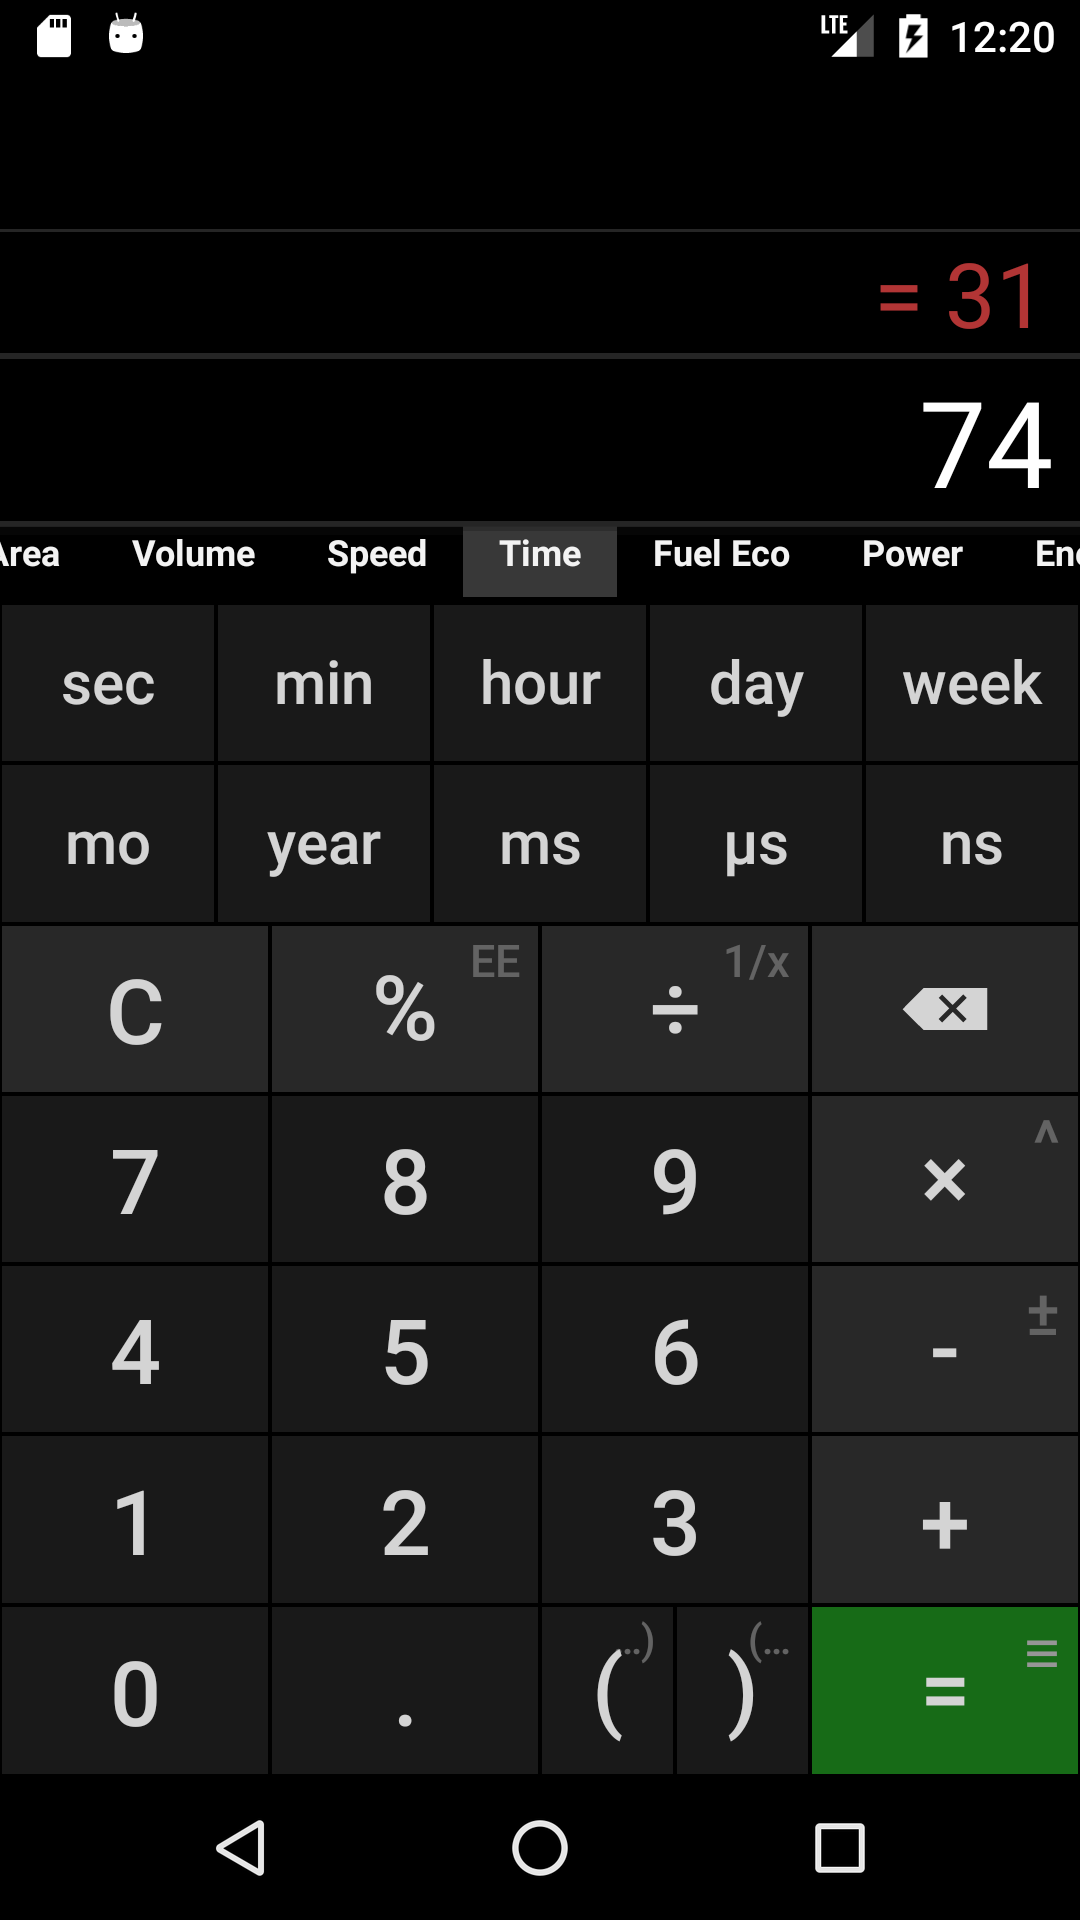 LTE 12:20
= 31
74
Area Volume Speed Time Fuel Eco Power
sec min hour day week
mo year ms µs ns
C % EE ÷ 1/x
7 8 9 × ^
4 5 6 - ±
1 2 3 +
0 . ( ..) ) (... =